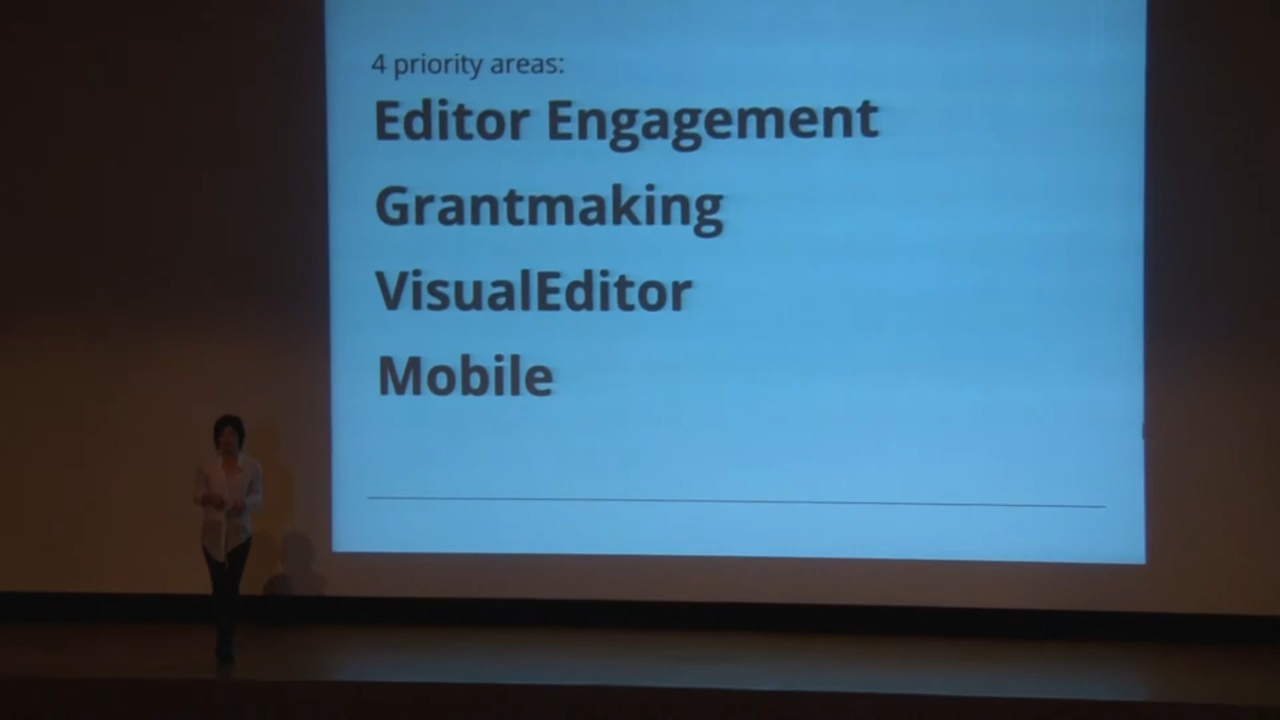 4 priority areas:
Editor Engagement
Grantmaking
VisualEditor
Mobile